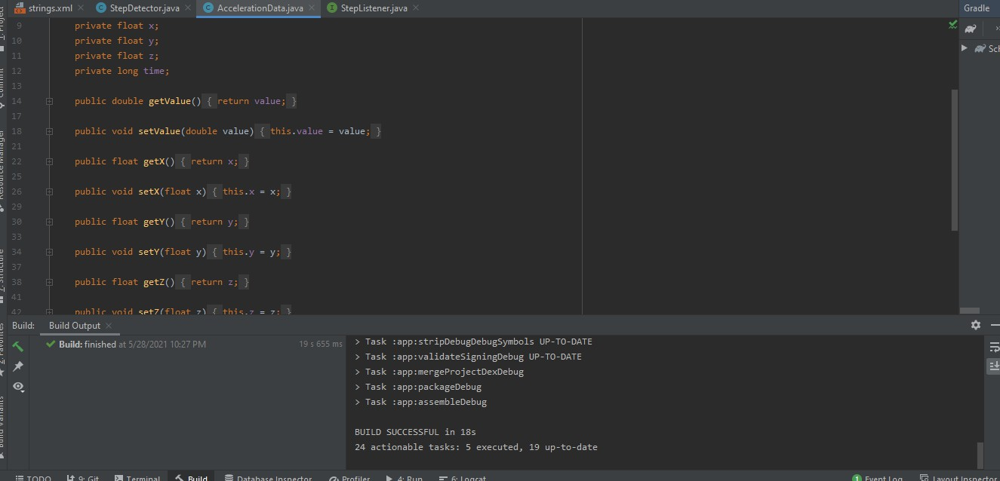 strings.xml StepDetector.java AccelerationData.java StepListener.java Gradle
9 private float x;
10 private float y;
11 private float z;
12 private long time;
13
14 public double getValue() { return value; }
17
18 public void setValue(double value) { this.value = value; }
21
22 public float getX() { return x; }
25
26 public void setX(float x) { this.x = x; }
29
30 public float getY() { return y; }
33
34 public void setY(float y) { this.y = y; }
37
38 public float getZ() { return z; }
41
42 public void setZ(float z) { this.z = z; }
Build: Build Output
Build: finished at 5/28/2021 10:27 PM 19 s 655 ms
> Task :app:stripDebugDebugSymbols UP-TO-DATE
> Task :app:validateSigningDebug UP-TO-DATE
> Task :app:mergeProjectDexDebug
> Task :app:packageDebug
> Task :app:assembleDebug
BUILD SUCCESSFUL in 18s
24 actionable tasks: 5 executed, 19 up-to-date
TODO 9: Git Terminal Build Database Inspector Profiler 4: Run 6: Logcat 1 Event Log Layout Inspector
Resource Manager
Build Variants